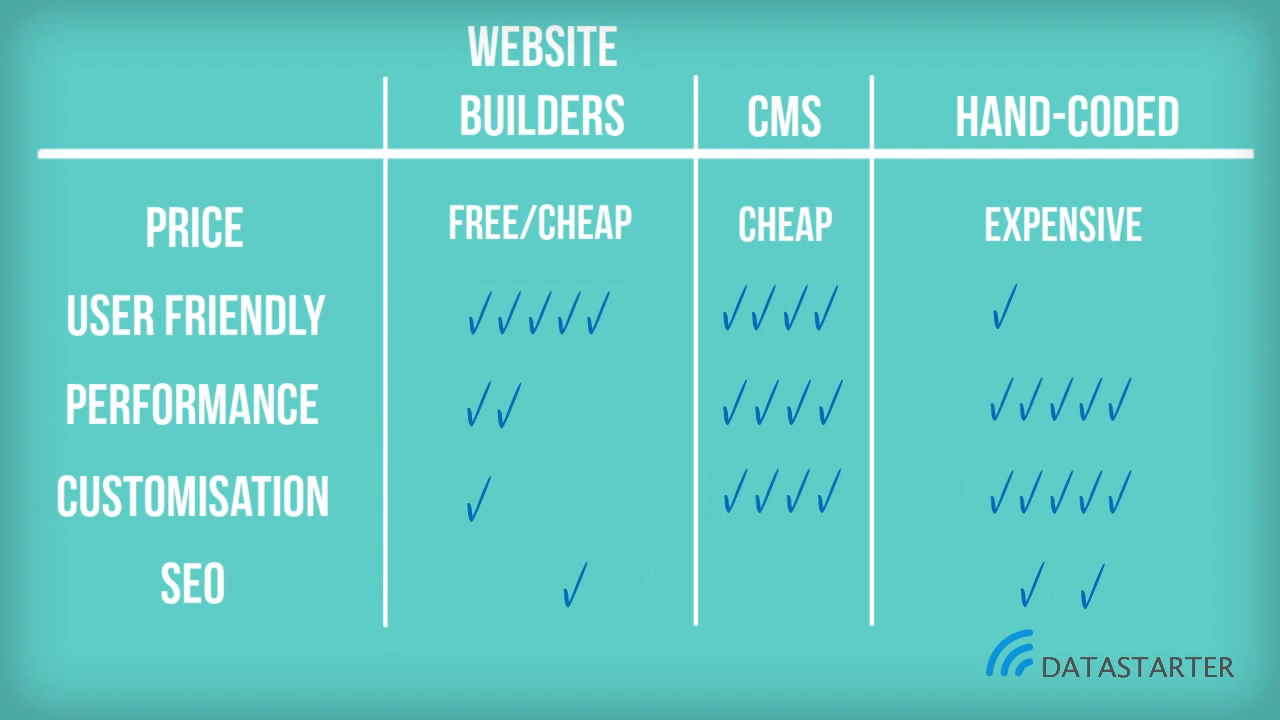 WEBSITE
BUILDERS CMS HAND-CODED
PRICE FREE/CHEAP CHEAP EXPENSIVE
USER FRIENDLY ✓✓✓✓✓ ✓✓✓✓ ✓
PERFORMANCE ✓✓ ✓✓✓✓ ✓✓✓✓✓
CUSTOMISATION ✓ ✓✓✓✓ ✓✓✓✓✓
SEO ✓ ✓ ✓
DATASTARTER